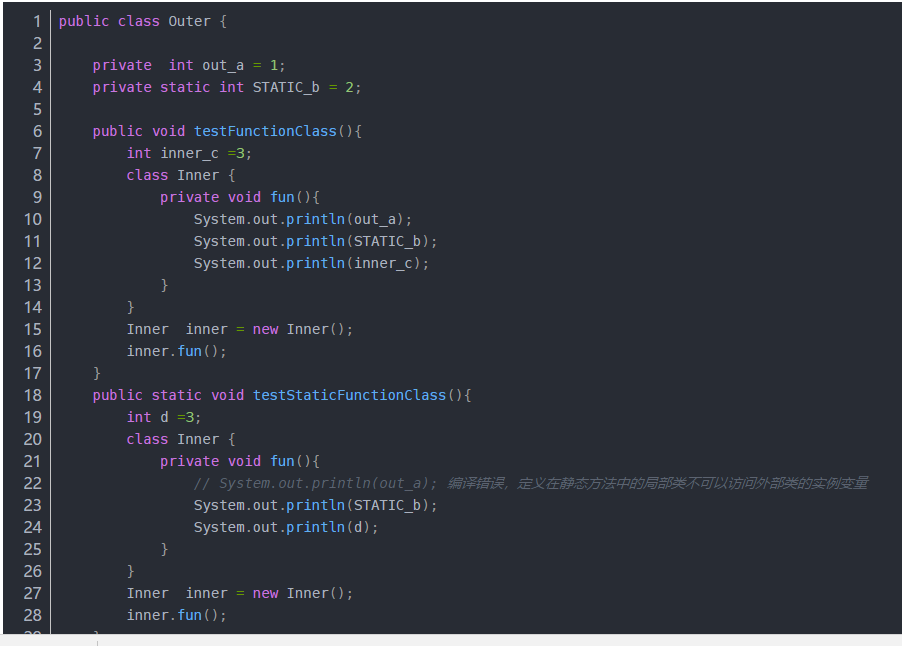 1 public class Outer {
2
3     private  int out_a = 1;
4     private static int STATIC_b = 2;
5
6     public void testFunctionClass(){
7         int inner_c =3;
8         class Inner {
9             private void fun(){
10                 System.out.println(out_a);
11                 System.out.println(STATIC_b);
12                 System.out.println(inner_c);
13             }
14         }
15         Inner  inner = new Inner();
16         inner.fun();
17     }
18     public static void testStaticFunctionClass(){
19         int d =3;
20         class Inner {
21             private void fun(){
22                 // System.out.println(out_a); 编译错误，定义在静态方法中的局部类不可以访问外部类的实例变量
23                 System.out.println(STATIC_b);
24                 System.out.println(d);
25             }
26         }
27         Inner  inner = new Inner();
28         inner.fun();